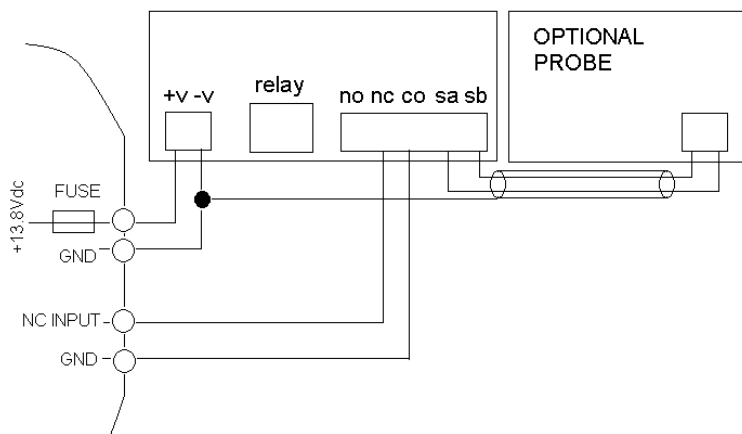 OPTIONAL
PROBE
+v -v
relay
no nc co sa sb
FUSE
+13.8Vdc
GND
NC INPUT
GND